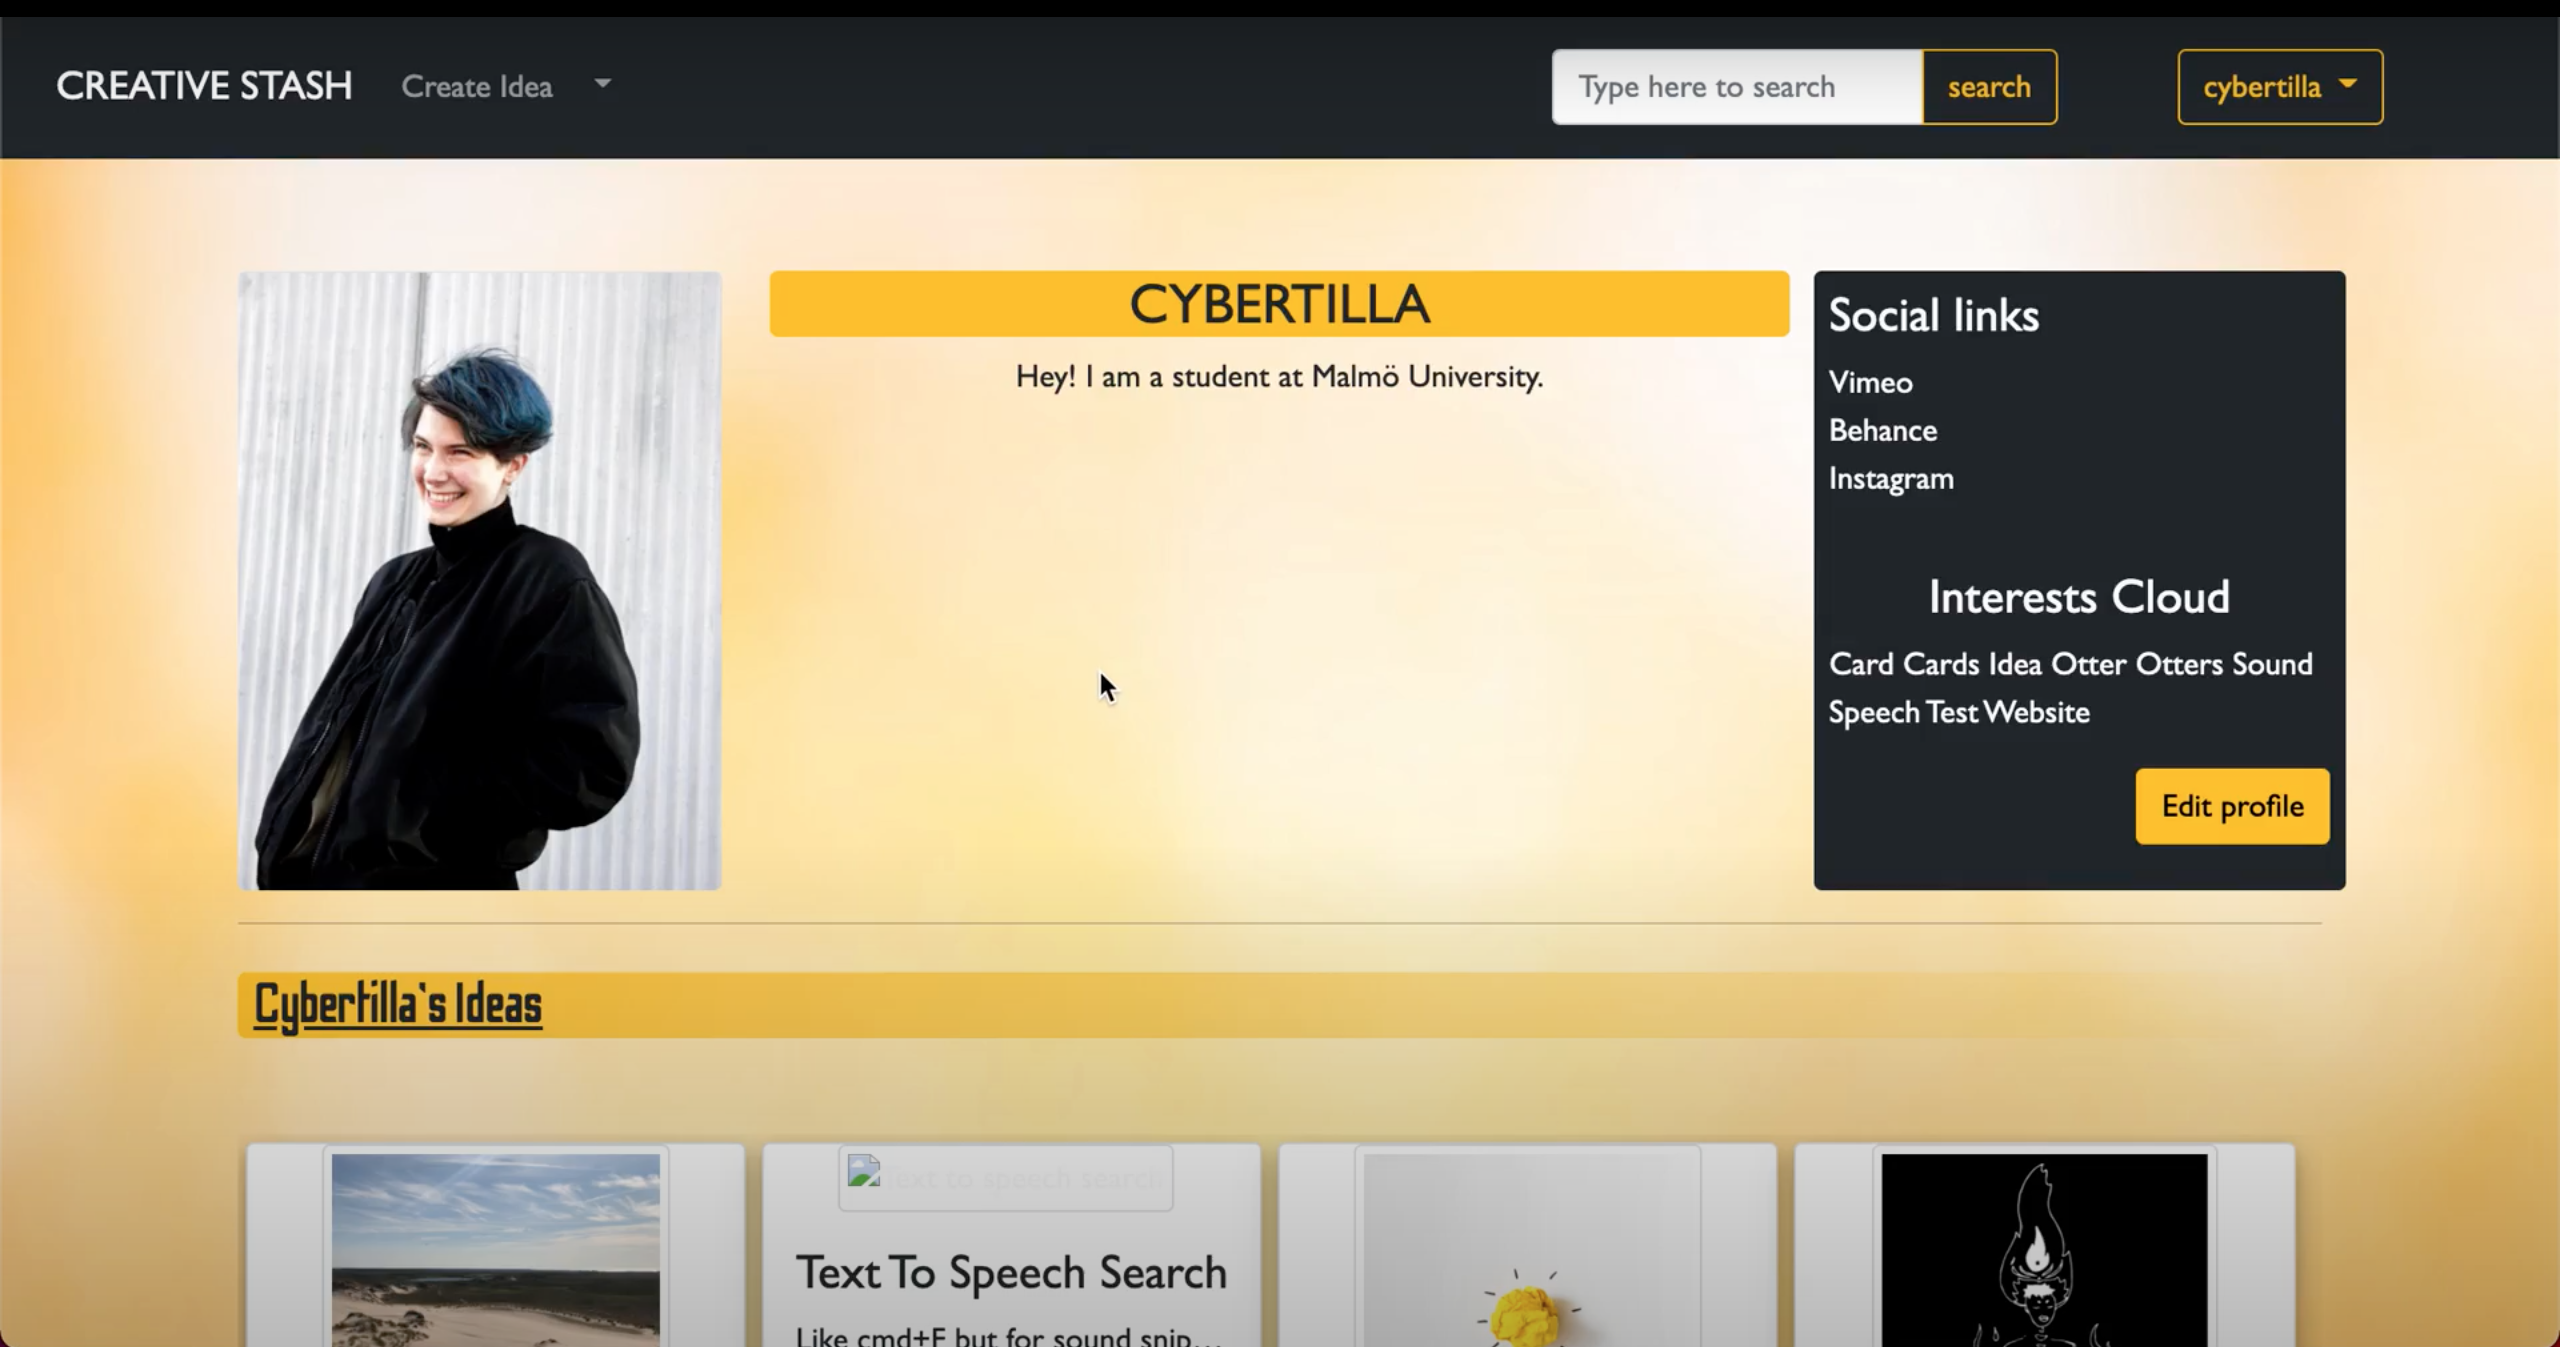 CREATIVE STASH Create Idea Type here to search search cybertilla
CYBERTILLA
Hey! I am a student at Malmö University.
Social links
Vimeo
Behance
Instagram
Interests Cloud
Card Cards Idea Otter Otters Sound
Speech Test Website
Edit profile
Cybertilla`s Ideas
Text to speech search
Text To Speech Search
Like cmd+F but for sound snip...